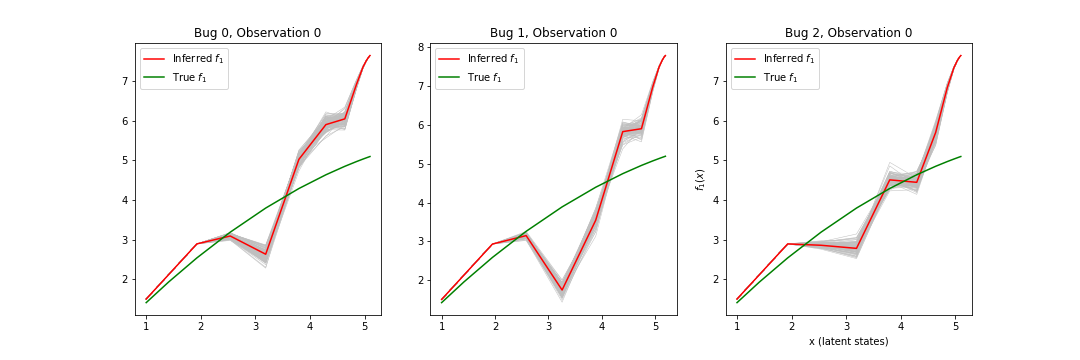 Bug 0, Observation 0
Inferred f₁
True f₁
7
6
5
4
3
2
1 2 3 4 5
Bug 1, Observation 0
Inferred f₁
True f₁
8
7
6
5
4
3
2
1 2 3 4 5
Bug 2, Observation 0
Inferred f₁
True f₁
f₁(x)
7
6
5
4
3
2
1 2 3 4 5
x (latent states)